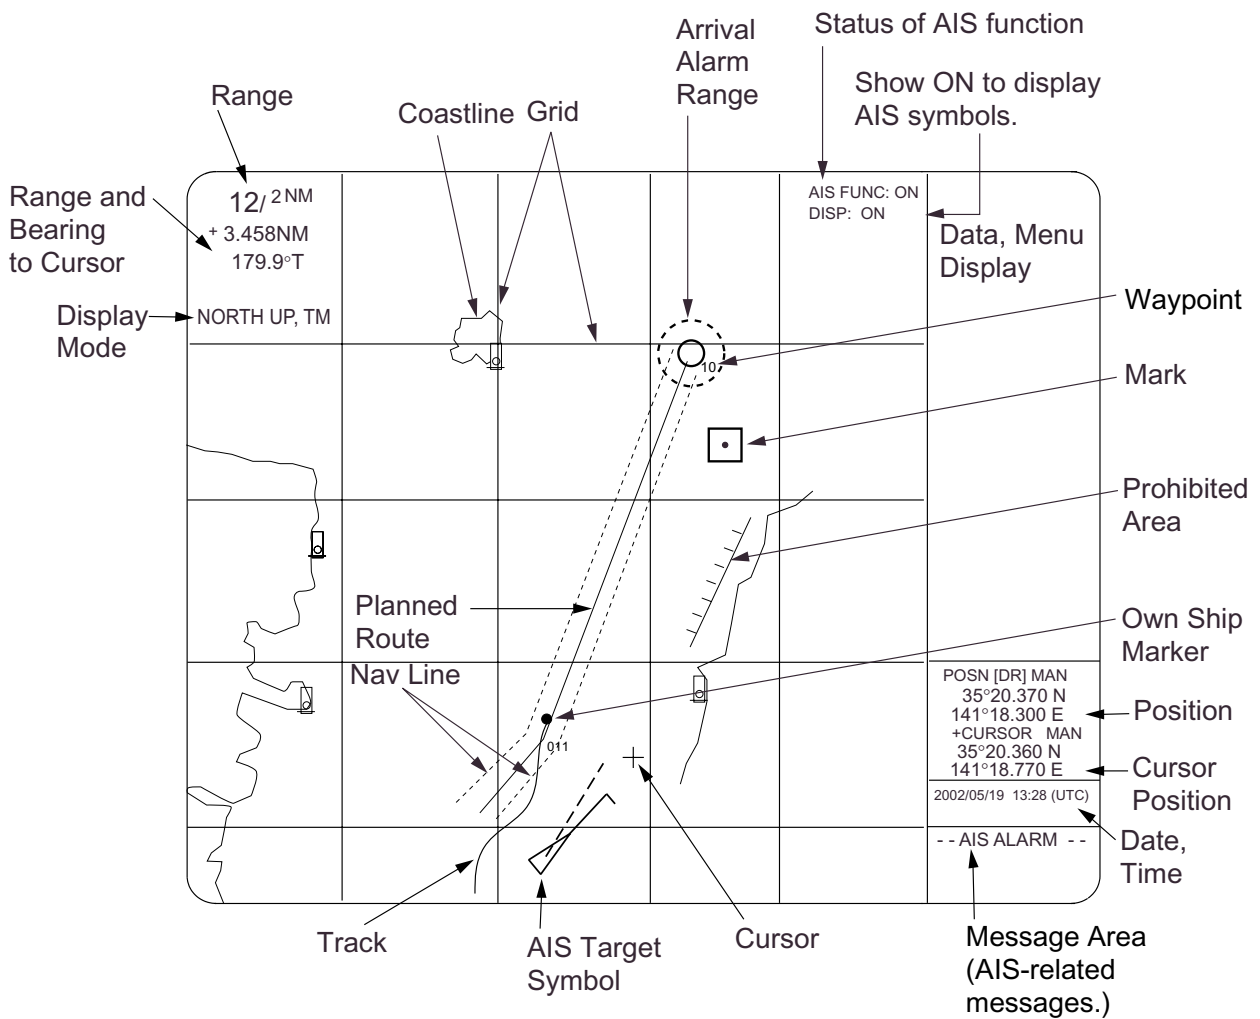 Status of AIS function
Arrival
Alarm
Range
Show ON to display
AIS symbols.
Range
Coastline
Grid
Range and
Bearing
to Cursor
12/ 2 NM
+ 3.458NM
179.9°T
AIS FUNC: ON
DISP: ON
Data, Menu
Display
Display
Mode
NORTH UP, TM
Waypoint
10
Mark
Prohibited
Area
Planned
Route
Nav Line
Own Ship
Marker
011
POSN [DR] MAN
35°20.370 N
141°18.300 E
+CURSOR MAN
35°20.360 N
141°18.770 E
Position
Cursor
Position
2002/05/19 13:28 (UTC)
- - AIS ALARM - -
Date,
Time
Track
AIS Target
Symbol
Cursor
Message Area
(AIS-related
messages.)